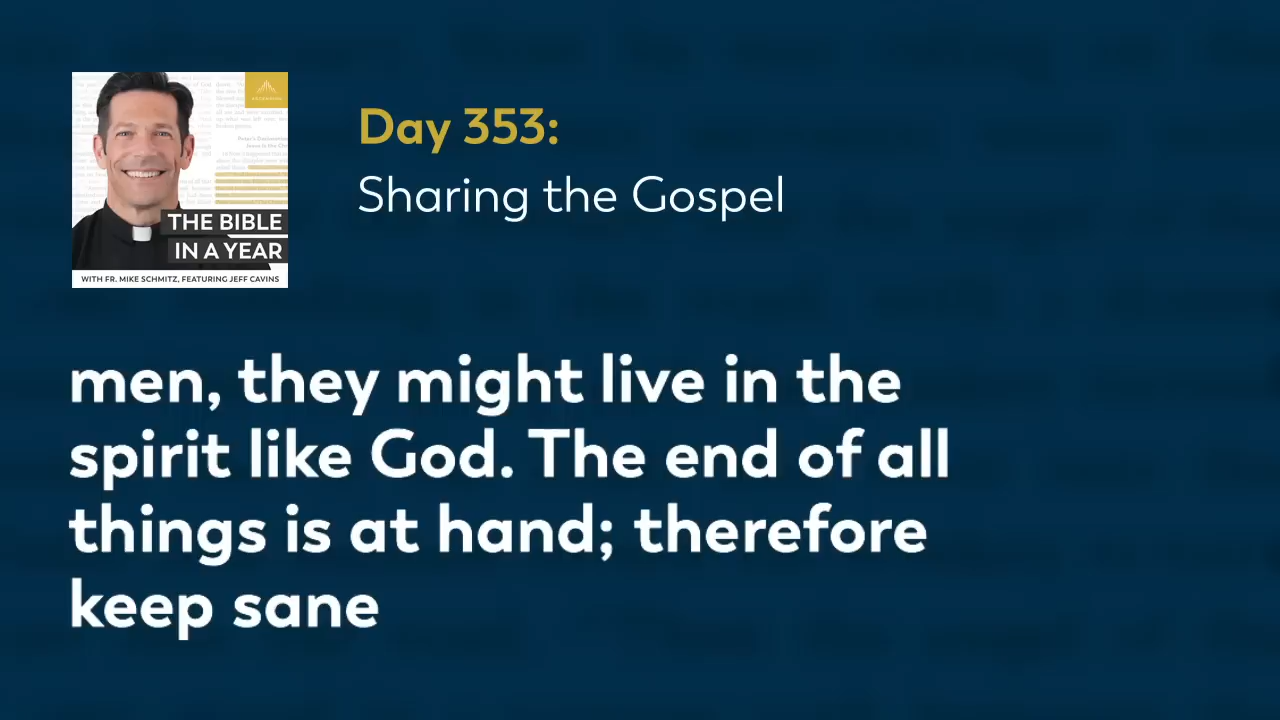 ASCENSION
THE BIBLE
IN A YEAR
WITH FR. MIKE SCHMITZ, FEATURING JEFF CAVINS
Day 353:
Sharing the Gospel
men, they might live in the
spirit like God. The end of all
things is at hand; therefore
keep sane